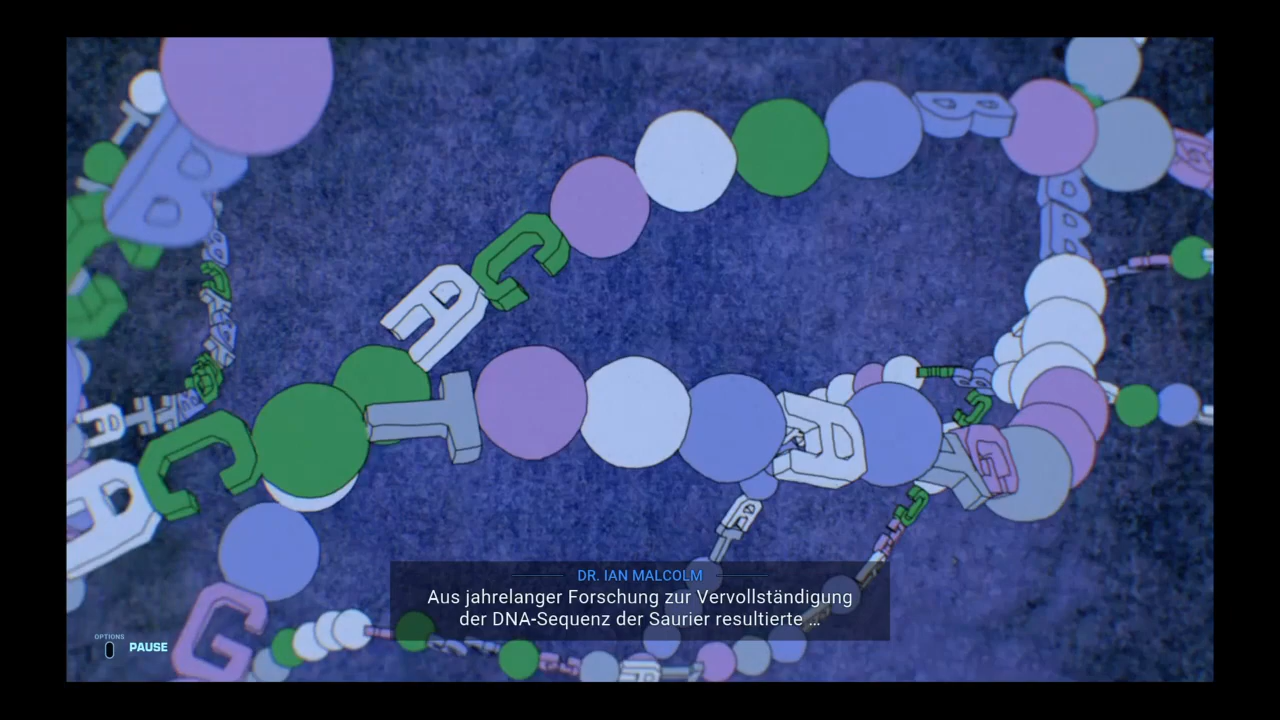 B
B
B
A
C
T
A
C
T
A
G
G
DR. IAN MALCOLM
Aus jahrelanger Forschung zur Vervollständigung
der DNA-Sequenz der Saurier resultierte ...
OPTIONS
PAUSE